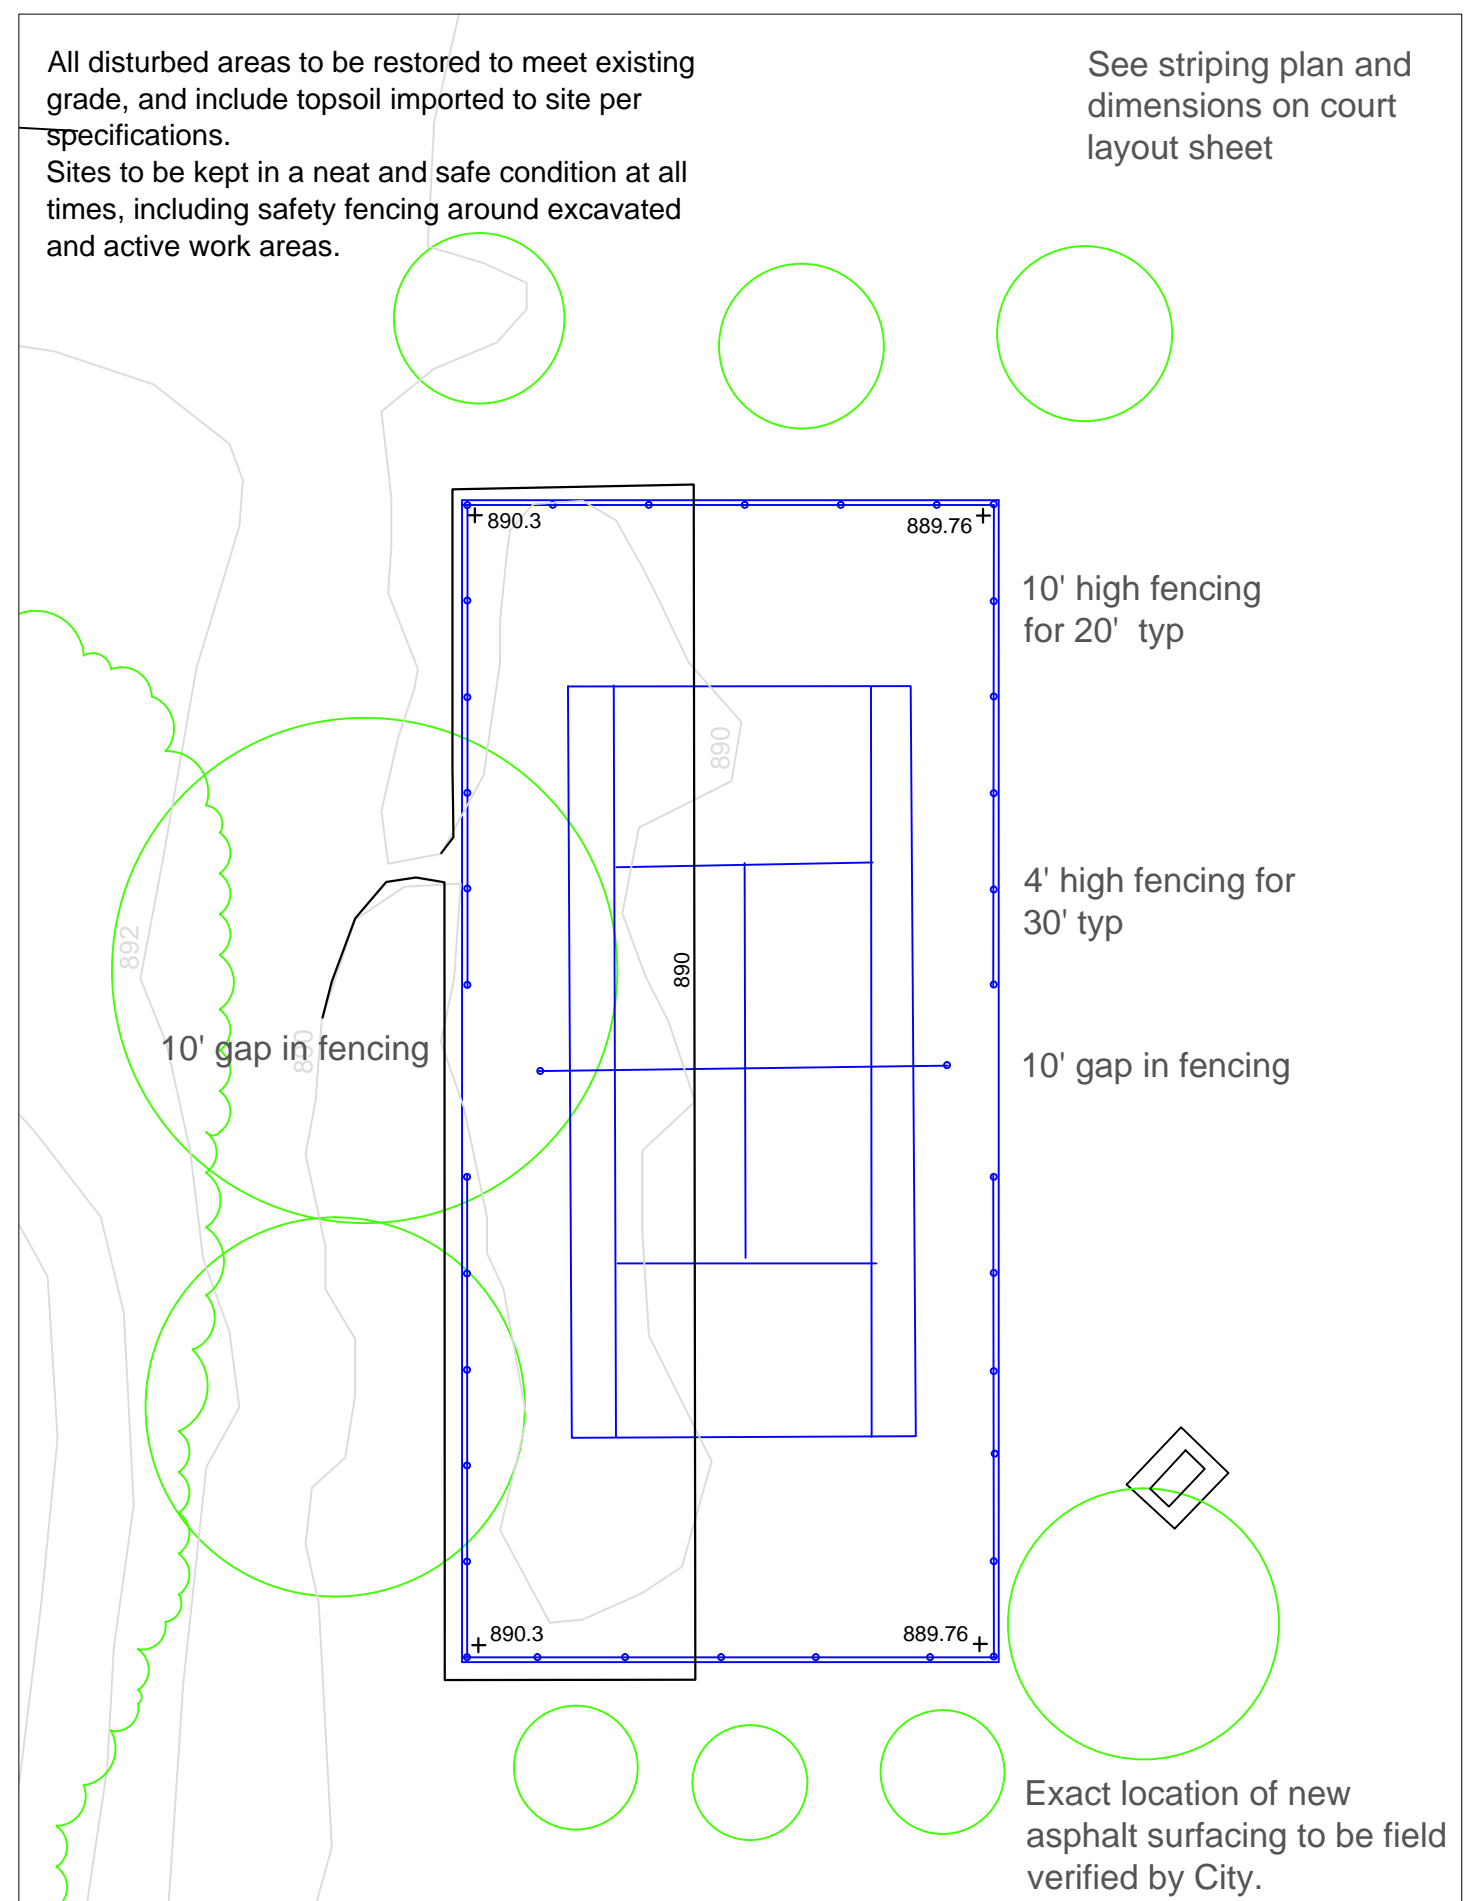 All disturbed areas to be restored to meet existing
grade, and include topsoil imported to site per
specifications.
Sites to be kept in a neat and safe condition at all
times, including safety fencing around excavated
and active work areas.
See striping plan and
dimensions on court
layout sheet
890.3
889.76
10' high fencing
for 20'  typ
890
4' high fencing for
30' typ
892
890
10' gap in fencing
890
10' gap in fencing
890.3
889.76
Exact location of new
asphalt surfacing to be field
verified by City.